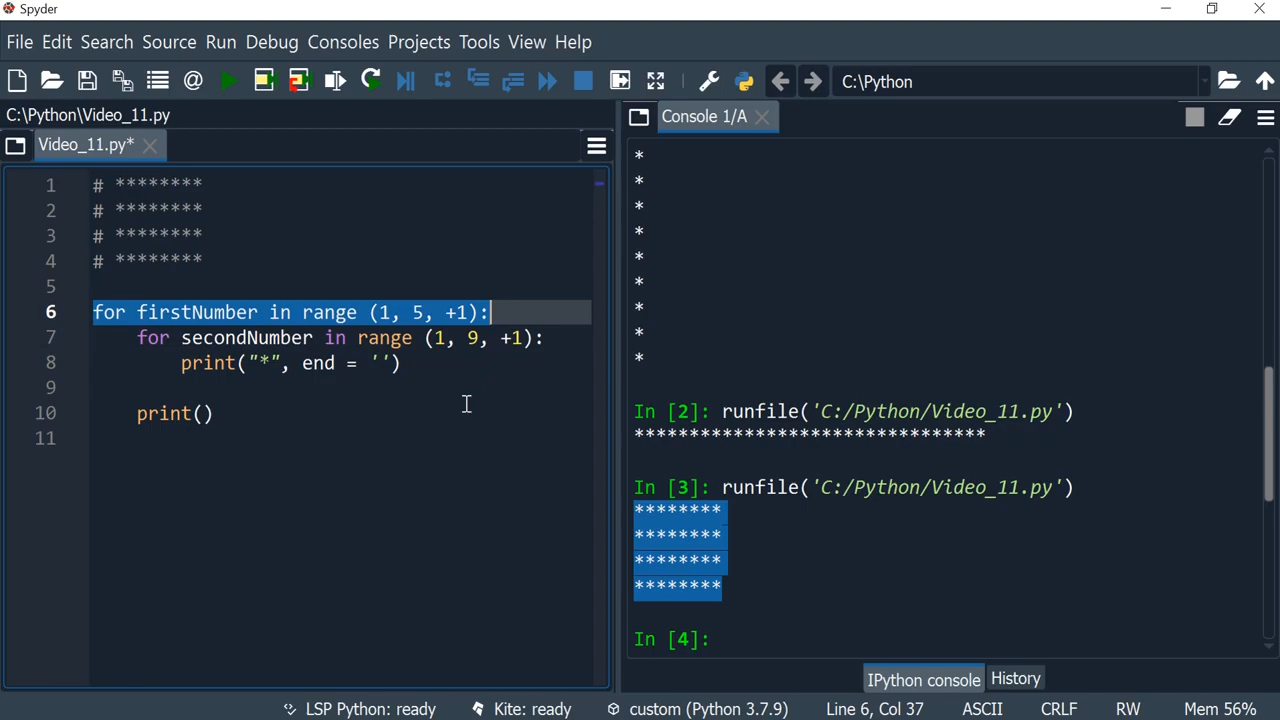 Spyder
File Edit Search Source Run Debug Consoles Projects Tools View Help
C:\Python
C:\Python\Video_11.py
Video_11.py*
1 # ********
2 # ********
3 # ********
4 # ********
5
6 for firstNumber in range (1, 5, +1):
7 for secondNumber in range (1, 9, +1):
8 print("*", end = '')
9
10 print()
11
Console 1/A
*
*
*
*
*
*
*
*
*
In [2]: runfile('C:/Python/Video_11.py')
********************************
In [3]: runfile('C:/Python/Video_11.py')
********
********
********
********
In [4]:
IPython console History
LSP Python: ready Kite: ready custom (Python 3.7.9) Line 6, Col 37 ASCII CRLF RW Mem 56%